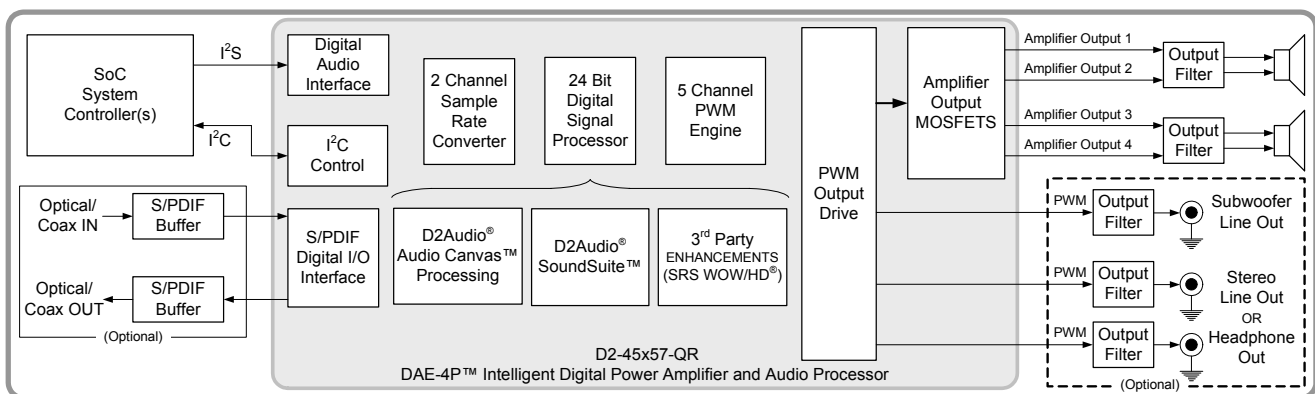 SoC
System
Controller(s)
I²S
I²C
Digital
Audio
Interface
I²C
Control
2 Channel
Sample
Rate
Converter
24 Bit
Digital
Signal
Processor
5 Channel
PWM
Engine
PWM
Output
Drive
Amplifier
Output
MOSFETS
Amplifier Output 1
Amplifier Output 2
Output
Filter
Amplifier Output 3
Amplifier Output 4
Output
Filter
Optical/
Coax IN
S/PDIF
Buffer
Optical/
Coax OUT
S/PDIF
Buffer
(Optional)
S/PDIF
Digital I/O
Interface
D2Audio®
Audio Canvas™
Processing
D2Audio®
SoundSuite™
3rd Party
ENHANCEMENTS
(SRS WOW/HD®)
PWM
Output
Filter
Subwoofer
Line Out
PWM
Output
Filter
Stereo
Line Out
OR
Headphone
Out
PWM
Output
Filter
(Optional)
D2-45x57-QR
DAE-4P™ Intelligent Digital Power Amplifier and Audio Processor